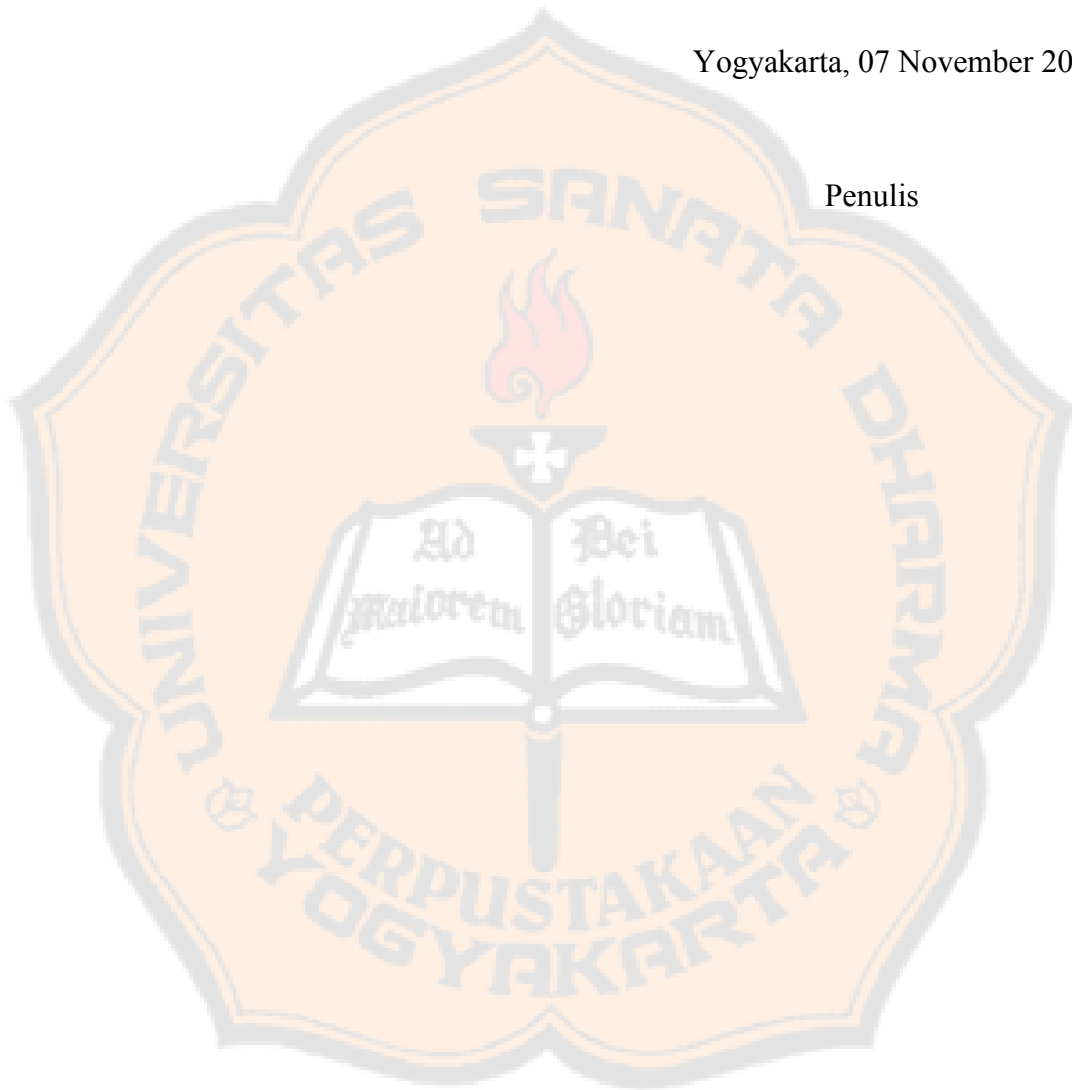 Yogyakarta, 07 November 20
Penulis
UNIVERSITAS SANATA DHARMA
Ad
Maiorem
Dei
Gloriam
PERPUSTAKAAN
YOGYAKARTA